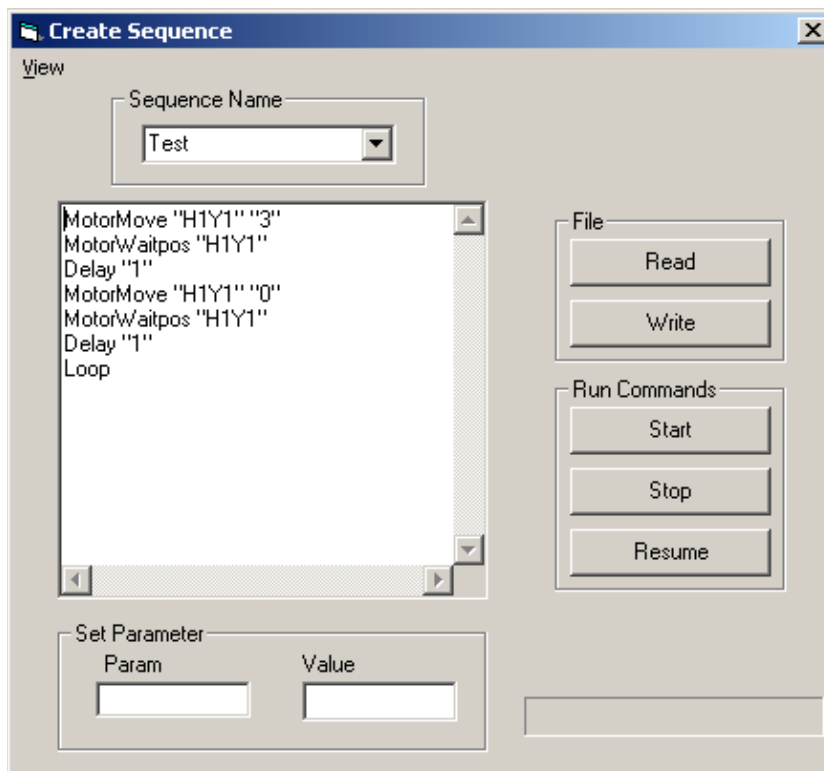 Create Sequence
View
Sequence Name
Test
MotorMove "H1Y1" "3"
MotorWaitpos "H1Y1"
Delay "1"
MotorMove "H1Y1" "0"
MotorWaitpos "H1Y1"
Delay "1"
Loop
File
Read
Write
Run Commands
Start
Stop
Resume
Set Parameter
Param Value